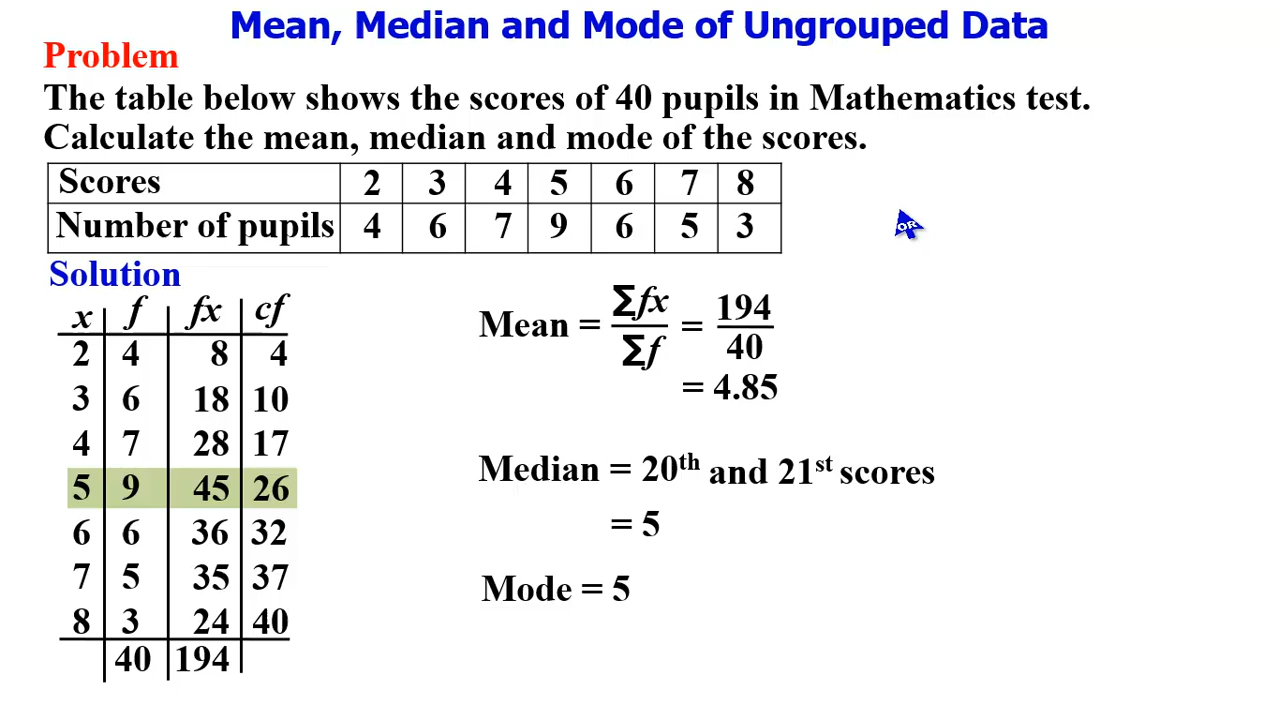 Mean, Median and Mode of Ungrouped Data
Problem
The table below shows the scores of 40 pupils in Mathematics test.
Calculate the mean, median and mode of the scores.
Scores 2 3 4 5 6 7 8
Number of pupils 4 6 7 9 6 5 3
Solution
x f fx cf
2 4 8 4
3 6 18 10
4 7 28 17
5 9 45 26
6 6 36 32
7 5 35 37
8 3 24 40
40 194
Mean = Σfx/Σf = 194/40
= 4.85
Median = 20th and 21st scores
= 5
Mode = 5
OR